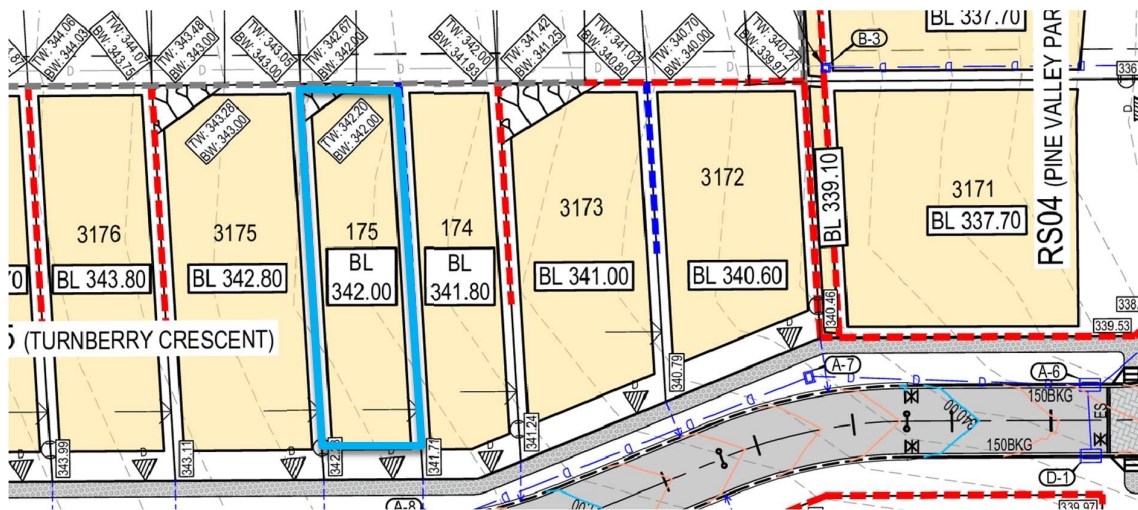 TW: 344.06
BW: 344.03
TW: 344.07
BW: 343.75
TW: 343.48
BW: 343.00
TW: 343.05
BW: 343.00
TW: 342.67
BW: 342.00
TW: 342.00
BW: 341.93
TW: 341.42
BW: 341.25
TW: 341.02
BW: 340.80
TW: 340.70
BW: 340.00
TW: 340.27
BW: 339.97
BL 337.70
B-3
RS04 (PINE VALLEY PAR
TW: 343.28
BW: 343.00
TW: 342.20
BW: 342.00
3176
BL 343.80
3175
BL 342.80
175
BL
342.00
174
BL
341.80
3173
BL 341.00
3172
BL 340.60
BL 339.10
3171
BL 337.70
5 (TURNBERRY CRESCENT)
340.46
338.
339.53
340.79
A-7
A-6
150BKG
340.00
ES
150BKG
D-1
341.24
343.99
343.11
341.71
A-8
339.97